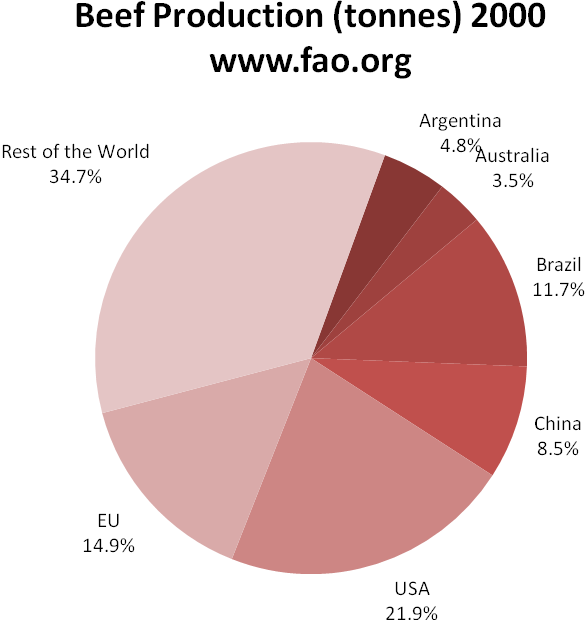 Beef Production (tonnes) 2000
www.fao.org
Argentina
4.8%
Australia
3.5%
Rest of the World
34.7%
Brazil
11.7%
China
8.5%
EU
14.9%
USA
21.9%